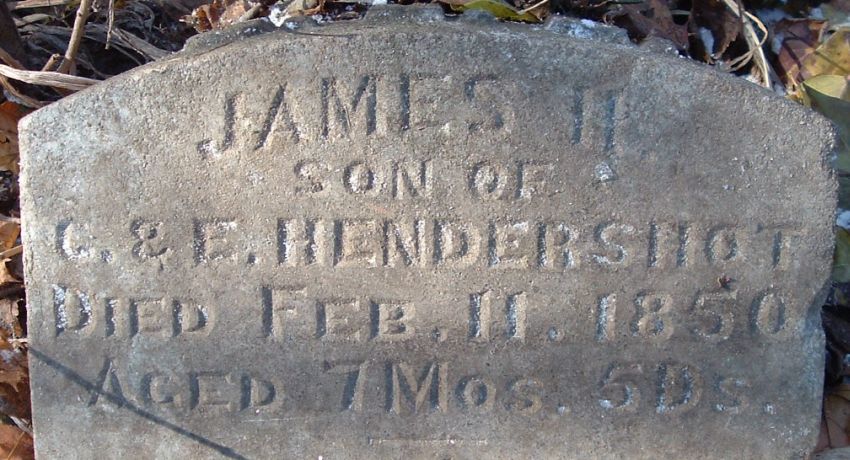 JAMES H.
SON OF
C. & E. HENDERSHOT
DIED FEB. 11. 1850
AGED 7 MOS. 5 DS.